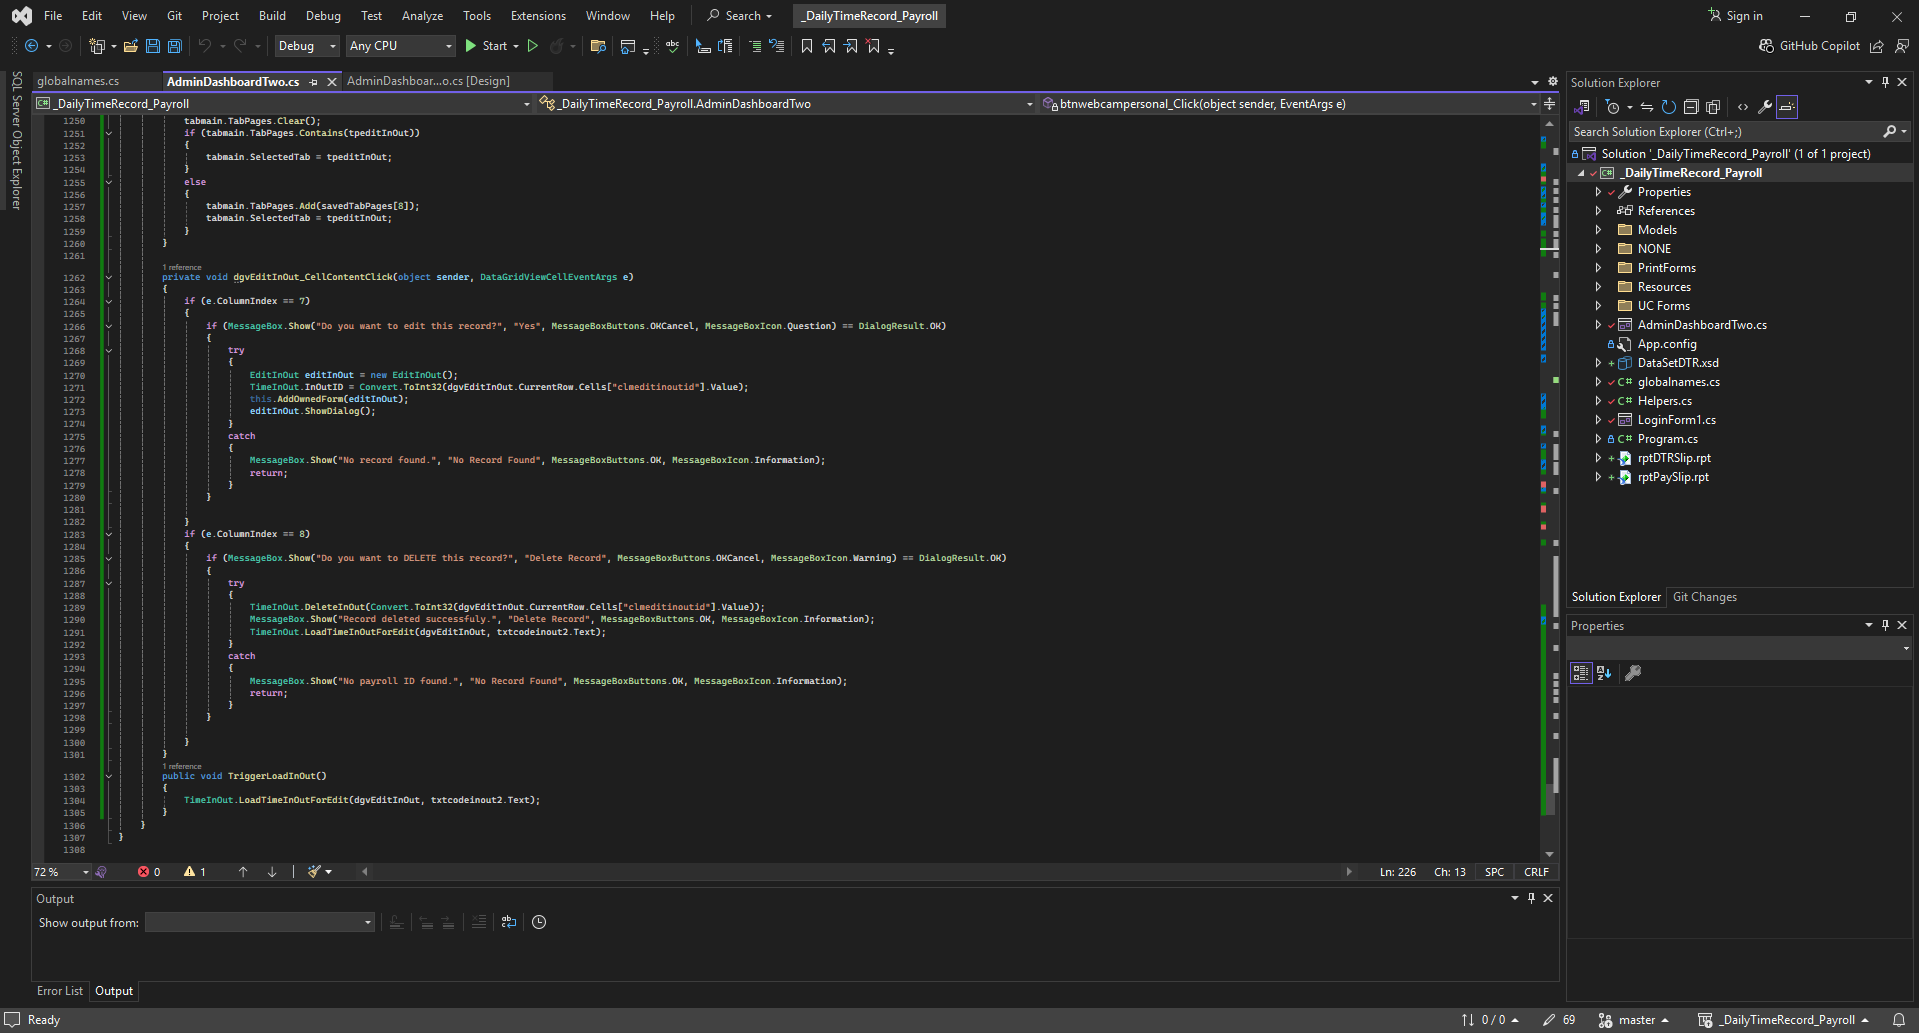 File Edit View Git Project Build Debug Test Analyze Tools Extensions Window Help Search _DailyTimeRecord_Payroll Sign in
Debug Any CPU Start GitHub Copilot
SQL Server Object Explorer
globalnames.cs AdminDashboardTwo.cs AdminDashboar...o.cs [Design]
_DailyTimeRecord_Payroll _DailyTimeRecord_Payroll.AdminDashboardTwo btnwebcampersonal_Click(object sender, EventArgs e)
1250 tabmain.TabPages.Clear();
1251 if (tabmain.TabPages.Contains(tpeditInOut))
1252 {
1253 tabmain.SelectedTab = tpeditInOut;
1254 }
1255 else
1256 {
1257 tabmain.TabPages.Add(savedTabPages[8]);
1258 tabmain.SelectedTab = tpeditInOut;
1259 }
1260 }
1261
1 reference
1262 private void dgvEditInOut_CellContentClick(object sender, DataGridViewCellEventArgs e)
1263 {
1264 if (e.ColumnIndex == 7)
1265 {
1266 if (MessageBox.Show("Do you want to edit this record?", "Yes", MessageBoxButtons.OKCancel, MessageBoxIcon.Question) == DialogResult.OK)
1267 {
1268 try
1269 {
1270 EditInOut editInOut = new EditInOut();
1271 TimeInOut.InOutID = Convert.ToInt32(dgvEditInOut.CurrentRow.Cells["clmeditinoutid"].Value);
1272 this.AddOwnedForm(editInOut);
1273 editInOut.ShowDialog();
1274 }
1275 catch
1276 {
1277 MessageBox.Show("No record found.", "No Record Found", MessageBoxButtons.OK, MessageBoxIcon.Information);
1278 return;
1279 }
1280 }
1281
1282 }
1283 if (e.ColumnIndex == 8)
1284 {
1285 if (MessageBox.Show("Do you want to DELETE this record?", "Delete Record", MessageBoxButtons.OKCancel, MessageBoxIcon.Warning) == DialogResult.OK)
1286 {
1287 try
1288 {
1289 TimeInOut.DeleteInOut(Convert.ToInt32(dgvEditInOut.CurrentRow.Cells["clmeditinoutid"].Value));
1290 MessageBox.Show("Record deleted successfuly.", "Delete Record", MessageBoxButtons.OK, MessageBoxIcon.Information);
1291 TimeInOut.LoadTimeInOutForEdit(dgvEditInOut, txtcodeinout2.Text);
1292 }
1293 catch
1294 {
1295 MessageBox.Show("No payroll ID found.", "No Record Found", MessageBoxButtons.OK, MessageBoxIcon.Information);
1296 return;
1297 }
1298 }
1299
1300 }
1301 }
1 reference
1302 public void TriggerLoadInOut()
1303 {
1304 TimeInOut.LoadTimeInOutForEdit(dgvEditInOut, txtcodeinout2.Text);
1305 }
1306 }
1307 }
1308
72 % 0 1 Ln: 226 Ch: 13 SPC CRLF
Output
Show output from:
Error List Output
Solution Explorer
Search Solution Explorer (Ctrl+;)
Solution '_DailyTimeRecord_Payroll' (1 of 1 project)
_DailyTimeRecord_Payroll
Properties
References
Models
NONE
PrintForms
Resources
UC Forms
AdminDashboardTwo.cs
App.config
DataSetDTR.xsd
globalnames.cs
Helpers.cs
LoginForm1.cs
Program.cs
rptDTRSlip.rpt
rptPaySlip.rpt
Solution Explorer Git Changes
Properties
Ready 0 / 0 69 master _DailyTimeRecord_Payroll